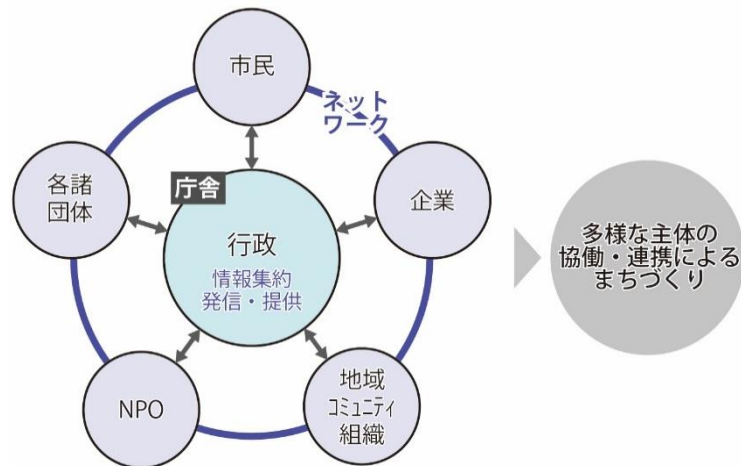 市民
ネット
ワーク
各諸
団体
庁舎
企業
行政
情報集約
発信・提供
NPO
地域
ｺﾐｭﾆﾃｨ
組織
多様な主体の
協働・連携による
まちづくり